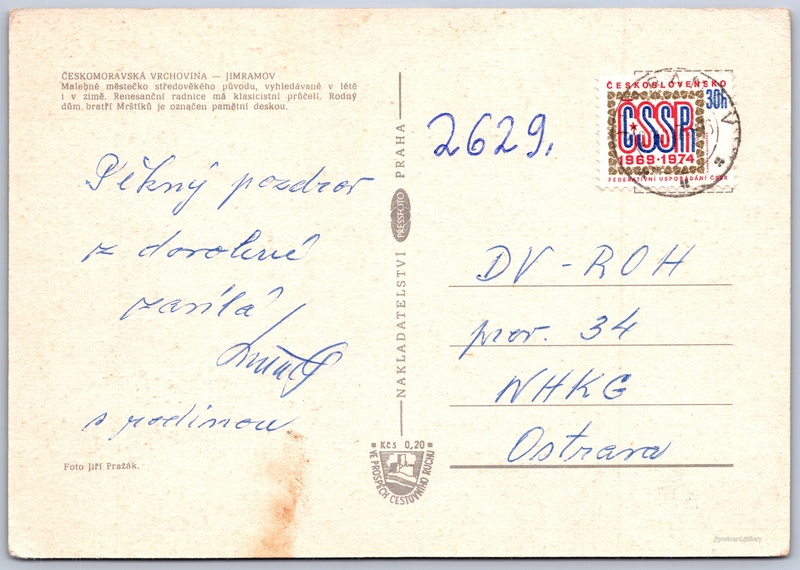 ČESKOMORAVSKÁ VRCHOVINA — JIMRAMOV
Malebné městečko středověkého původu, vyhledávané v létě
i v zimě. Renesanční radnice má klasicistní průčelí. Rodný
dům bratří Mrštíků je označen pamětní deskou.
Pěkný pozdrav
z dovolené
zasílá
s rodinou
Foto Jiří Pražák.
NAKLADATELSTVÍ PRESSFOTO PRAHA
Kčs 0,20
VE PROSPĚCH CESTOVNÍHO RUCHU
2629.
ČESKOSLOVENSKO
30h
ČSSR
1969·1974
FEDERATIVNÍ USPOŘÁDÁNÍ ČSSR
DV-ROH
prov. 34
NHKG
Ostrava